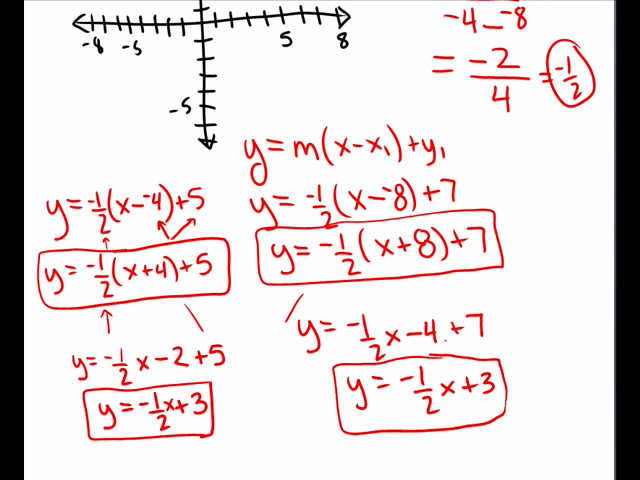 -8 -5 5 8
-5
-4 - -8
= -2/4 = -1/2
y = m(x - x₁) + y₁
y = -1/2(x - -8) + 7
y = -1/2(x + 8) + 7
y = -1/2x - 4 + 7
y = -1/2x + 3
y = -1/2(x - -4) + 5
y = -1/2(x + 4) + 5
y = -1/2x - 2 + 5
y = -1/2x + 3